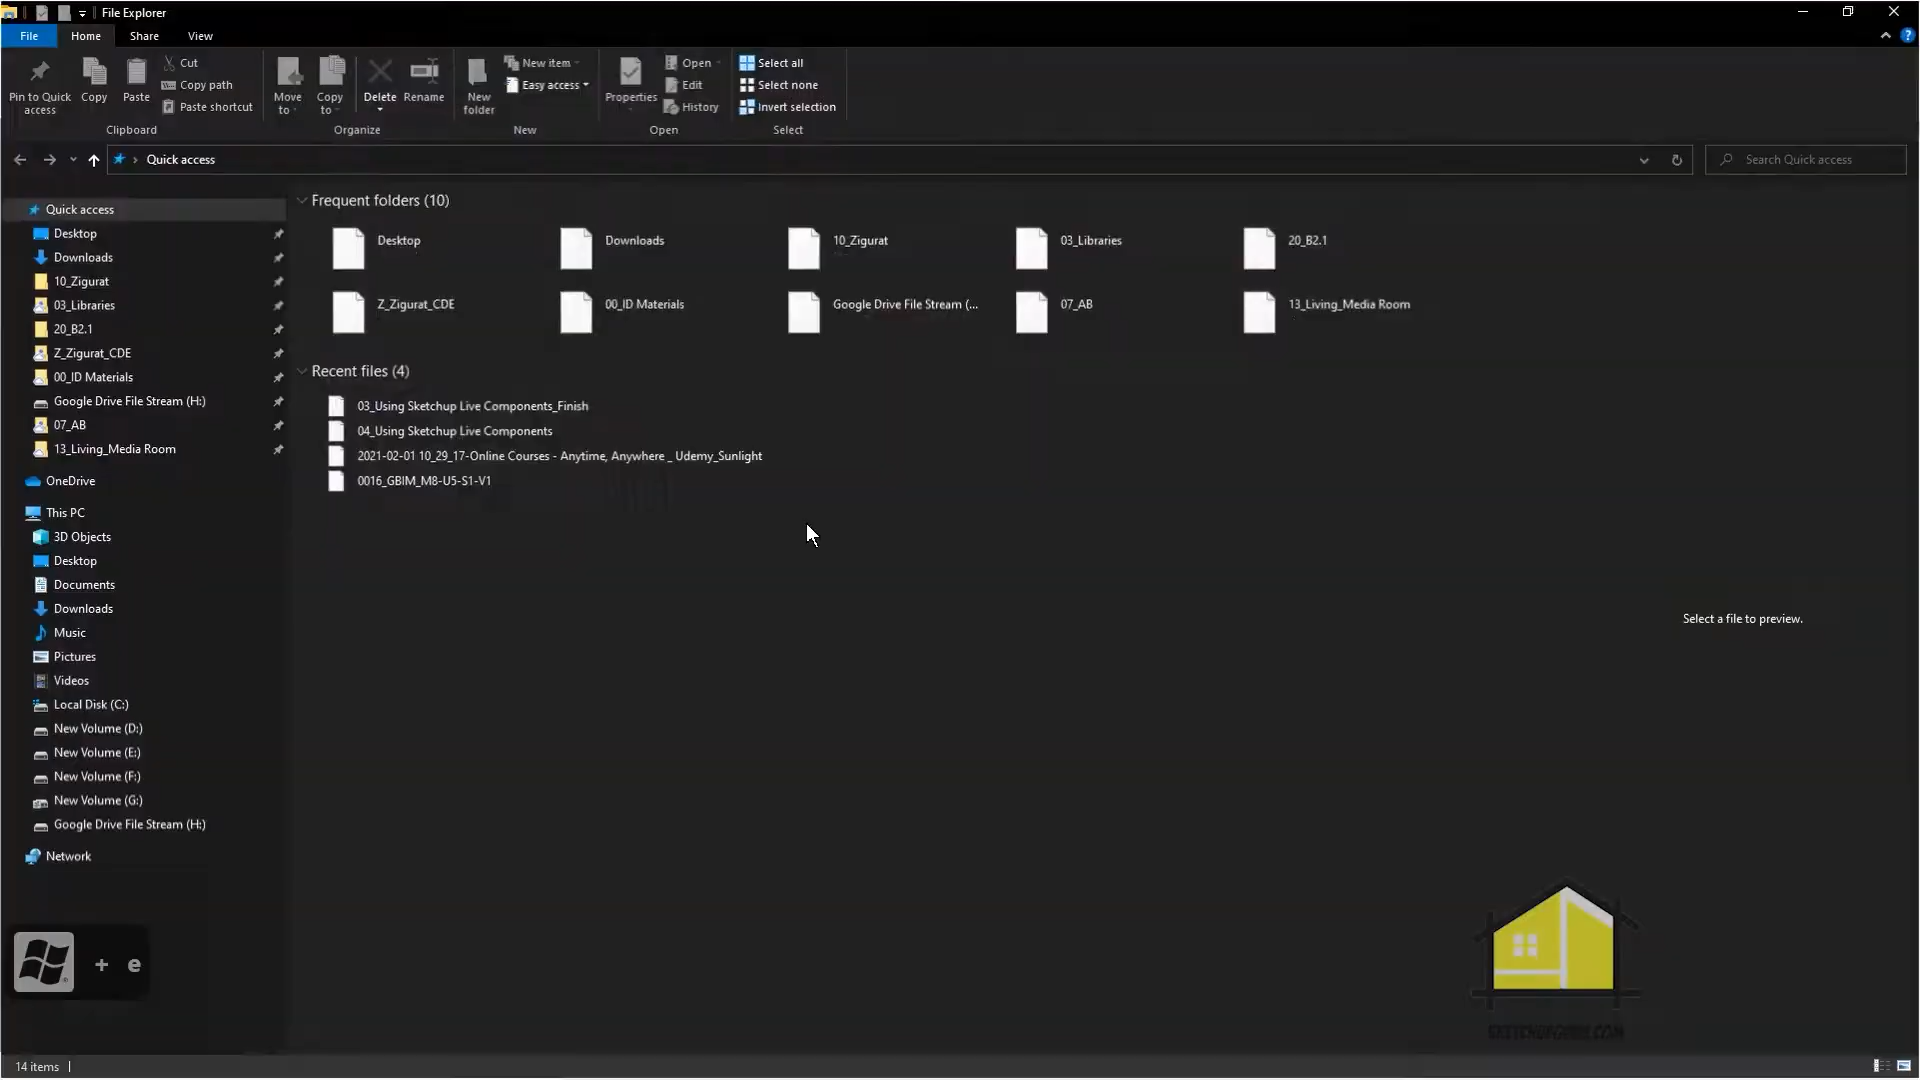 File Explorer
File Home Share View
Pin to Quick access
Copy
Paste
Cut
Copy path
Paste shortcut
Clipboard
Move to
Copy to
Delete
Rename
Organize
New folder
New item
Easy access
New
Properties
Open
Edit
History
Open
Select all
Select none
Invert selection
Select
Quick access
Search Quick access
Quick access
Desktop
Downloads
10_Zigurat
03_Libraries
20_B2.1
Z_Zigurat_CDE
00_ID Materials
Google Drive File Stream (H:)
07_AB
13_Living_Media Room
OneDrive
This PC
3D Objects
Desktop
Documents
Downloads
Music
Pictures
Videos
Local Disk (C:)
New Volume (D:)
New Volume (E:)
New Volume (F:)
New Volume (G:)
Google Drive File Stream (H:)
Network
Frequent folders (10)
Desktop
Downloads
10_Zigurat
03_Libraries
20_B2.1
Z_Zigurat_CDE
00_ID Materials
Google Drive File Stream (...
07_AB
13_Living_Media Room
Recent files (4)
03_Using Sketchup Live Components_Finish
04_Using Sketchup Live Components
2021-02-01 10_29_17-Online Courses - Anytime, Anywhere _ Udemy_Sunlight
0016_GBIM_M8-U5-S1-V1
Select a file to preview.
+ e
14 items